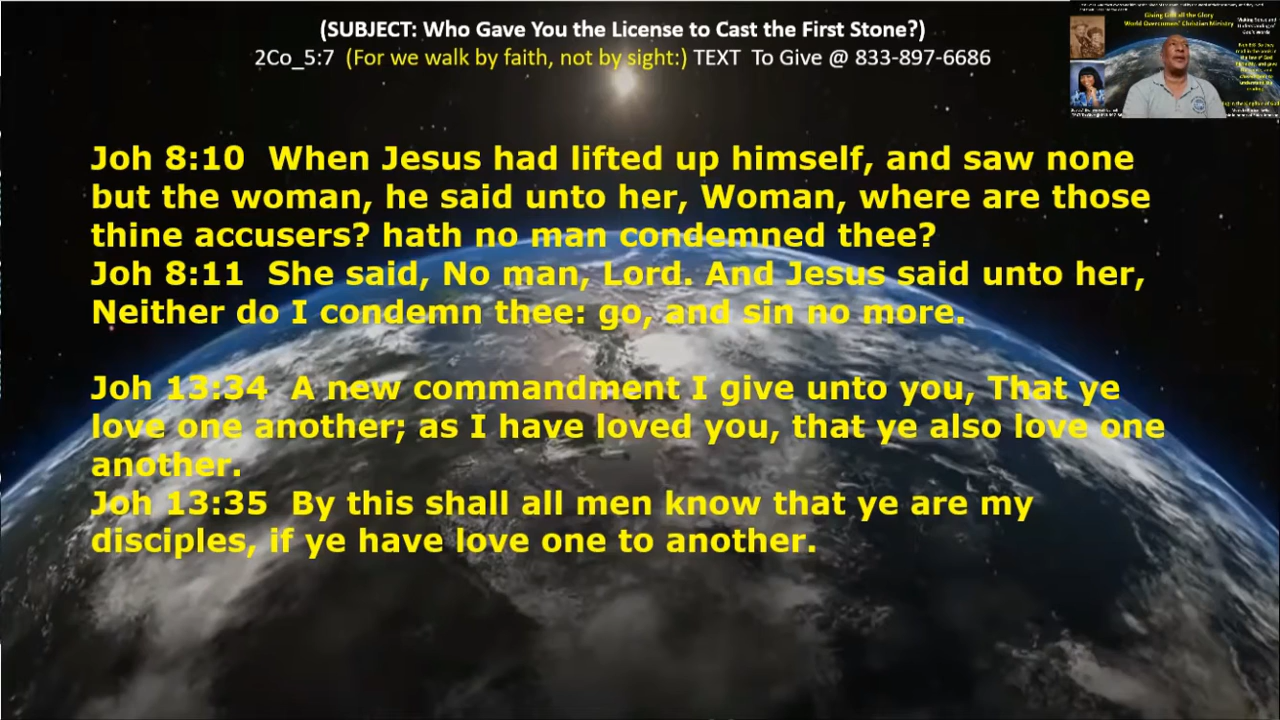 (SUBJECT: Who Gave You the License to Cast the First Stone?)
2Co_5:7 (For we walk by faith, not by sight:) TEXT To Give @ 833-897-6686
Giving God all the Glory
World Overcomers' Christian Ministry
Joh 8:10 When Jesus had lifted up himself, and saw none
but the woman, he said unto her, Woman, where are those
thine accusers? hath no man condemned thee?
Joh 8:11 She said, No man, Lord. And Jesus said unto her,
Neither do I condemn thee: go, and sin no more.
Joh 13:34 A new commandment I give unto you, That ye
love one another; as I have loved you, that ye also love one
another.
Joh 13:35 By this shall all men know that ye are my
disciples, if ye have love one to another.